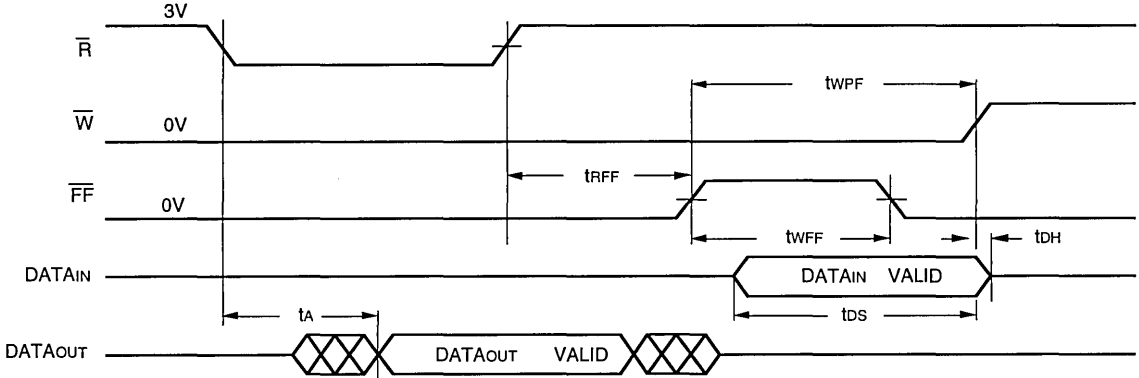 3V
R
tWPF
W
0V
tRFF
FF
0V
tWFF
tDH
DATAIN
DATAIN VALID
tA
tDS
DATAOUT
DATAOUT VALID